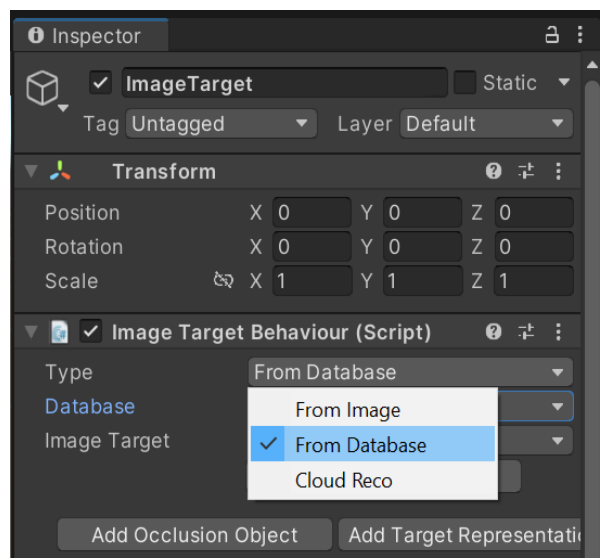 Inspector
ImageTarget Static
Tag Untagged Layer Default
Transform
Position X 0 Y 0 Z 0
Rotation X 0 Y 0 Z 0
Scale X 1 Y 1 Z 1
Image Target Behaviour (Script)
Type From Database
Database From Image
Image Target From Database
Cloud Reco
Add Occlusion Object Add Target Representati